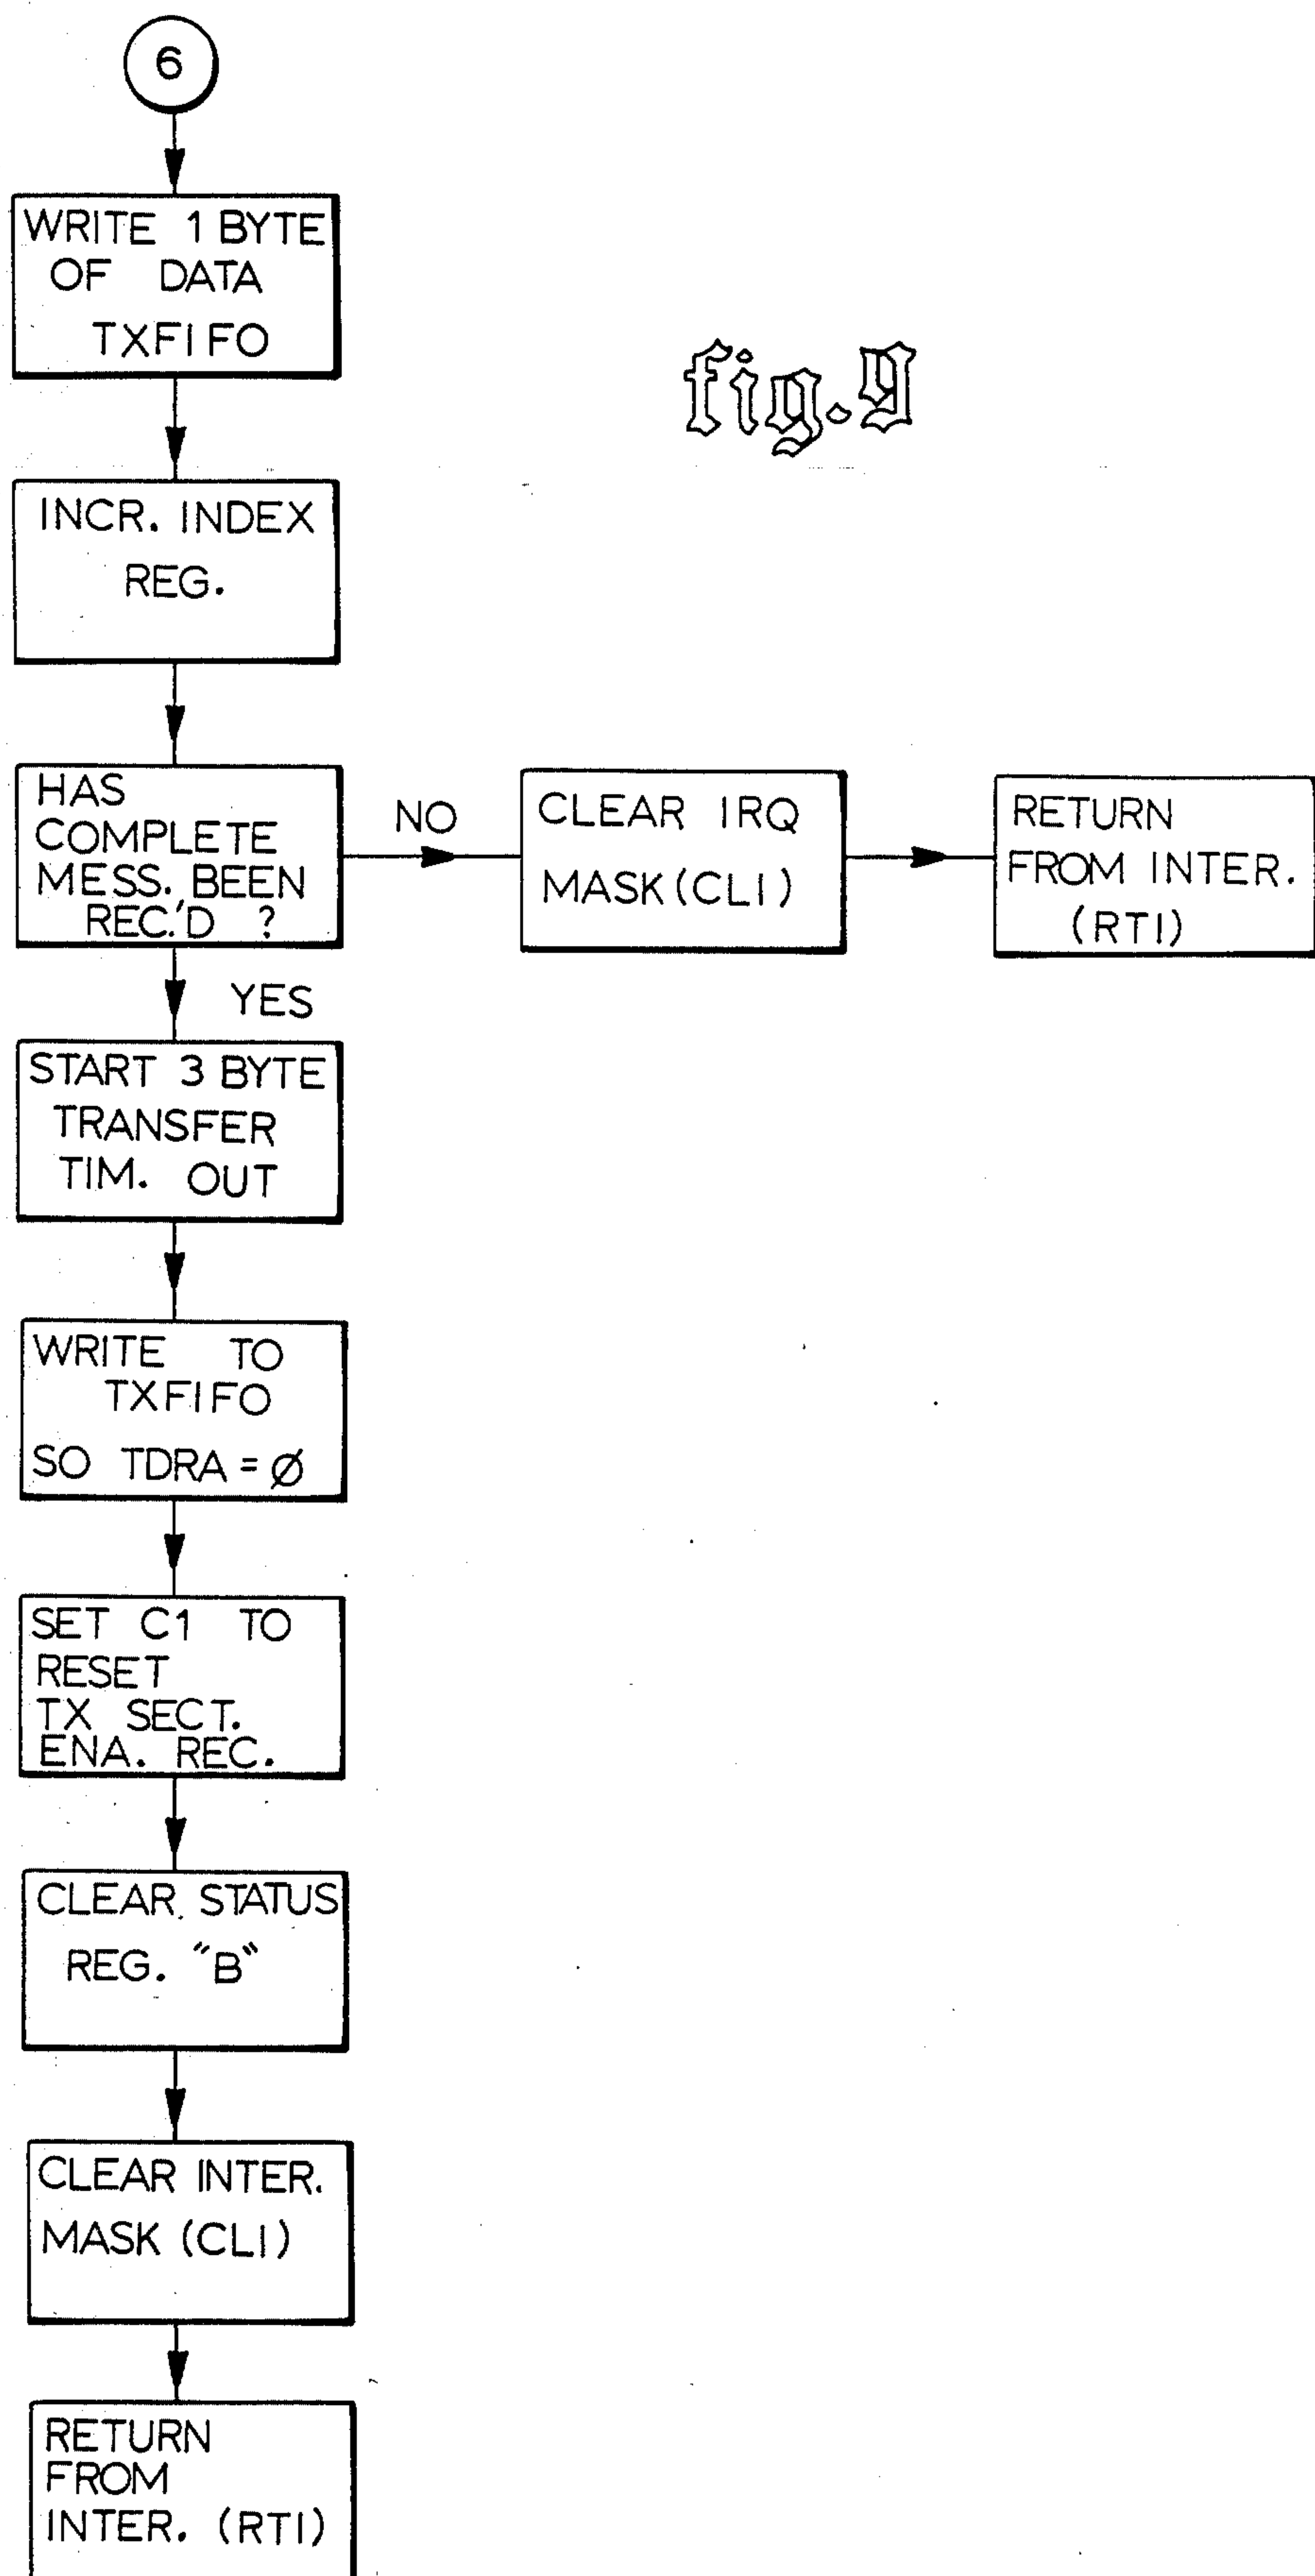 6
WRITE 1 BYTE
OF DATA
TXFIFO
fig.9
INCR. INDEX
REG.
HAS
COMPLETE
MESS. BEEN
REC.'D ?
NO
CLEAR IRQ
MASK (CLI)
RETURN
FROM INTER.
(RTI)
YES
START 3 BYTE
TRANSFER
TIM. OUT
WRITE TO
TXFIFO
SO TDRA = Ø
SET C1 TO
RESET
TX SECT.
ENA. REC.
CLEAR STATUS
REG. "B"
CLEAR INTER.
MASK (CLI)
RETURN
FROM
INTER. (RTI)